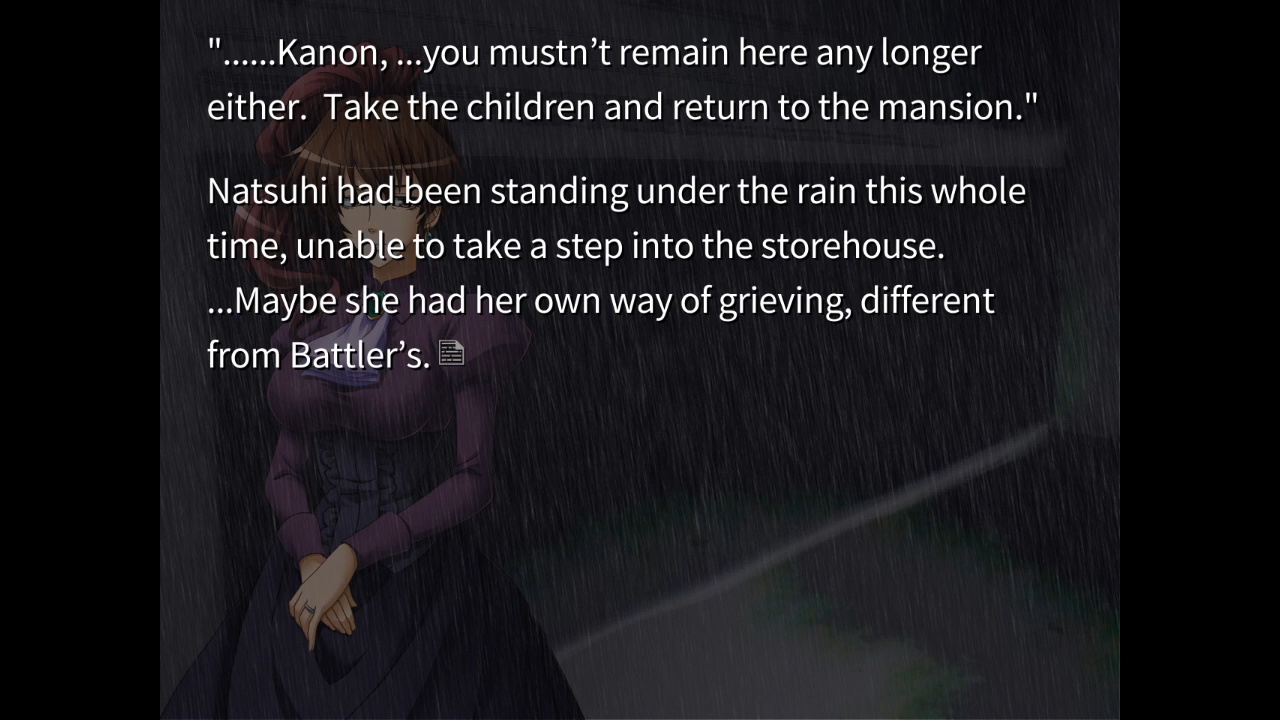 "......Kanon, ...you mustn’t remain here any longer
either.  Take the children and return to the mansion."
Natsuhi had been standing under the rain this whole
time, unable to take a step into the storehouse.
...Maybe she had her own way of grieving, different
from Battler’s.